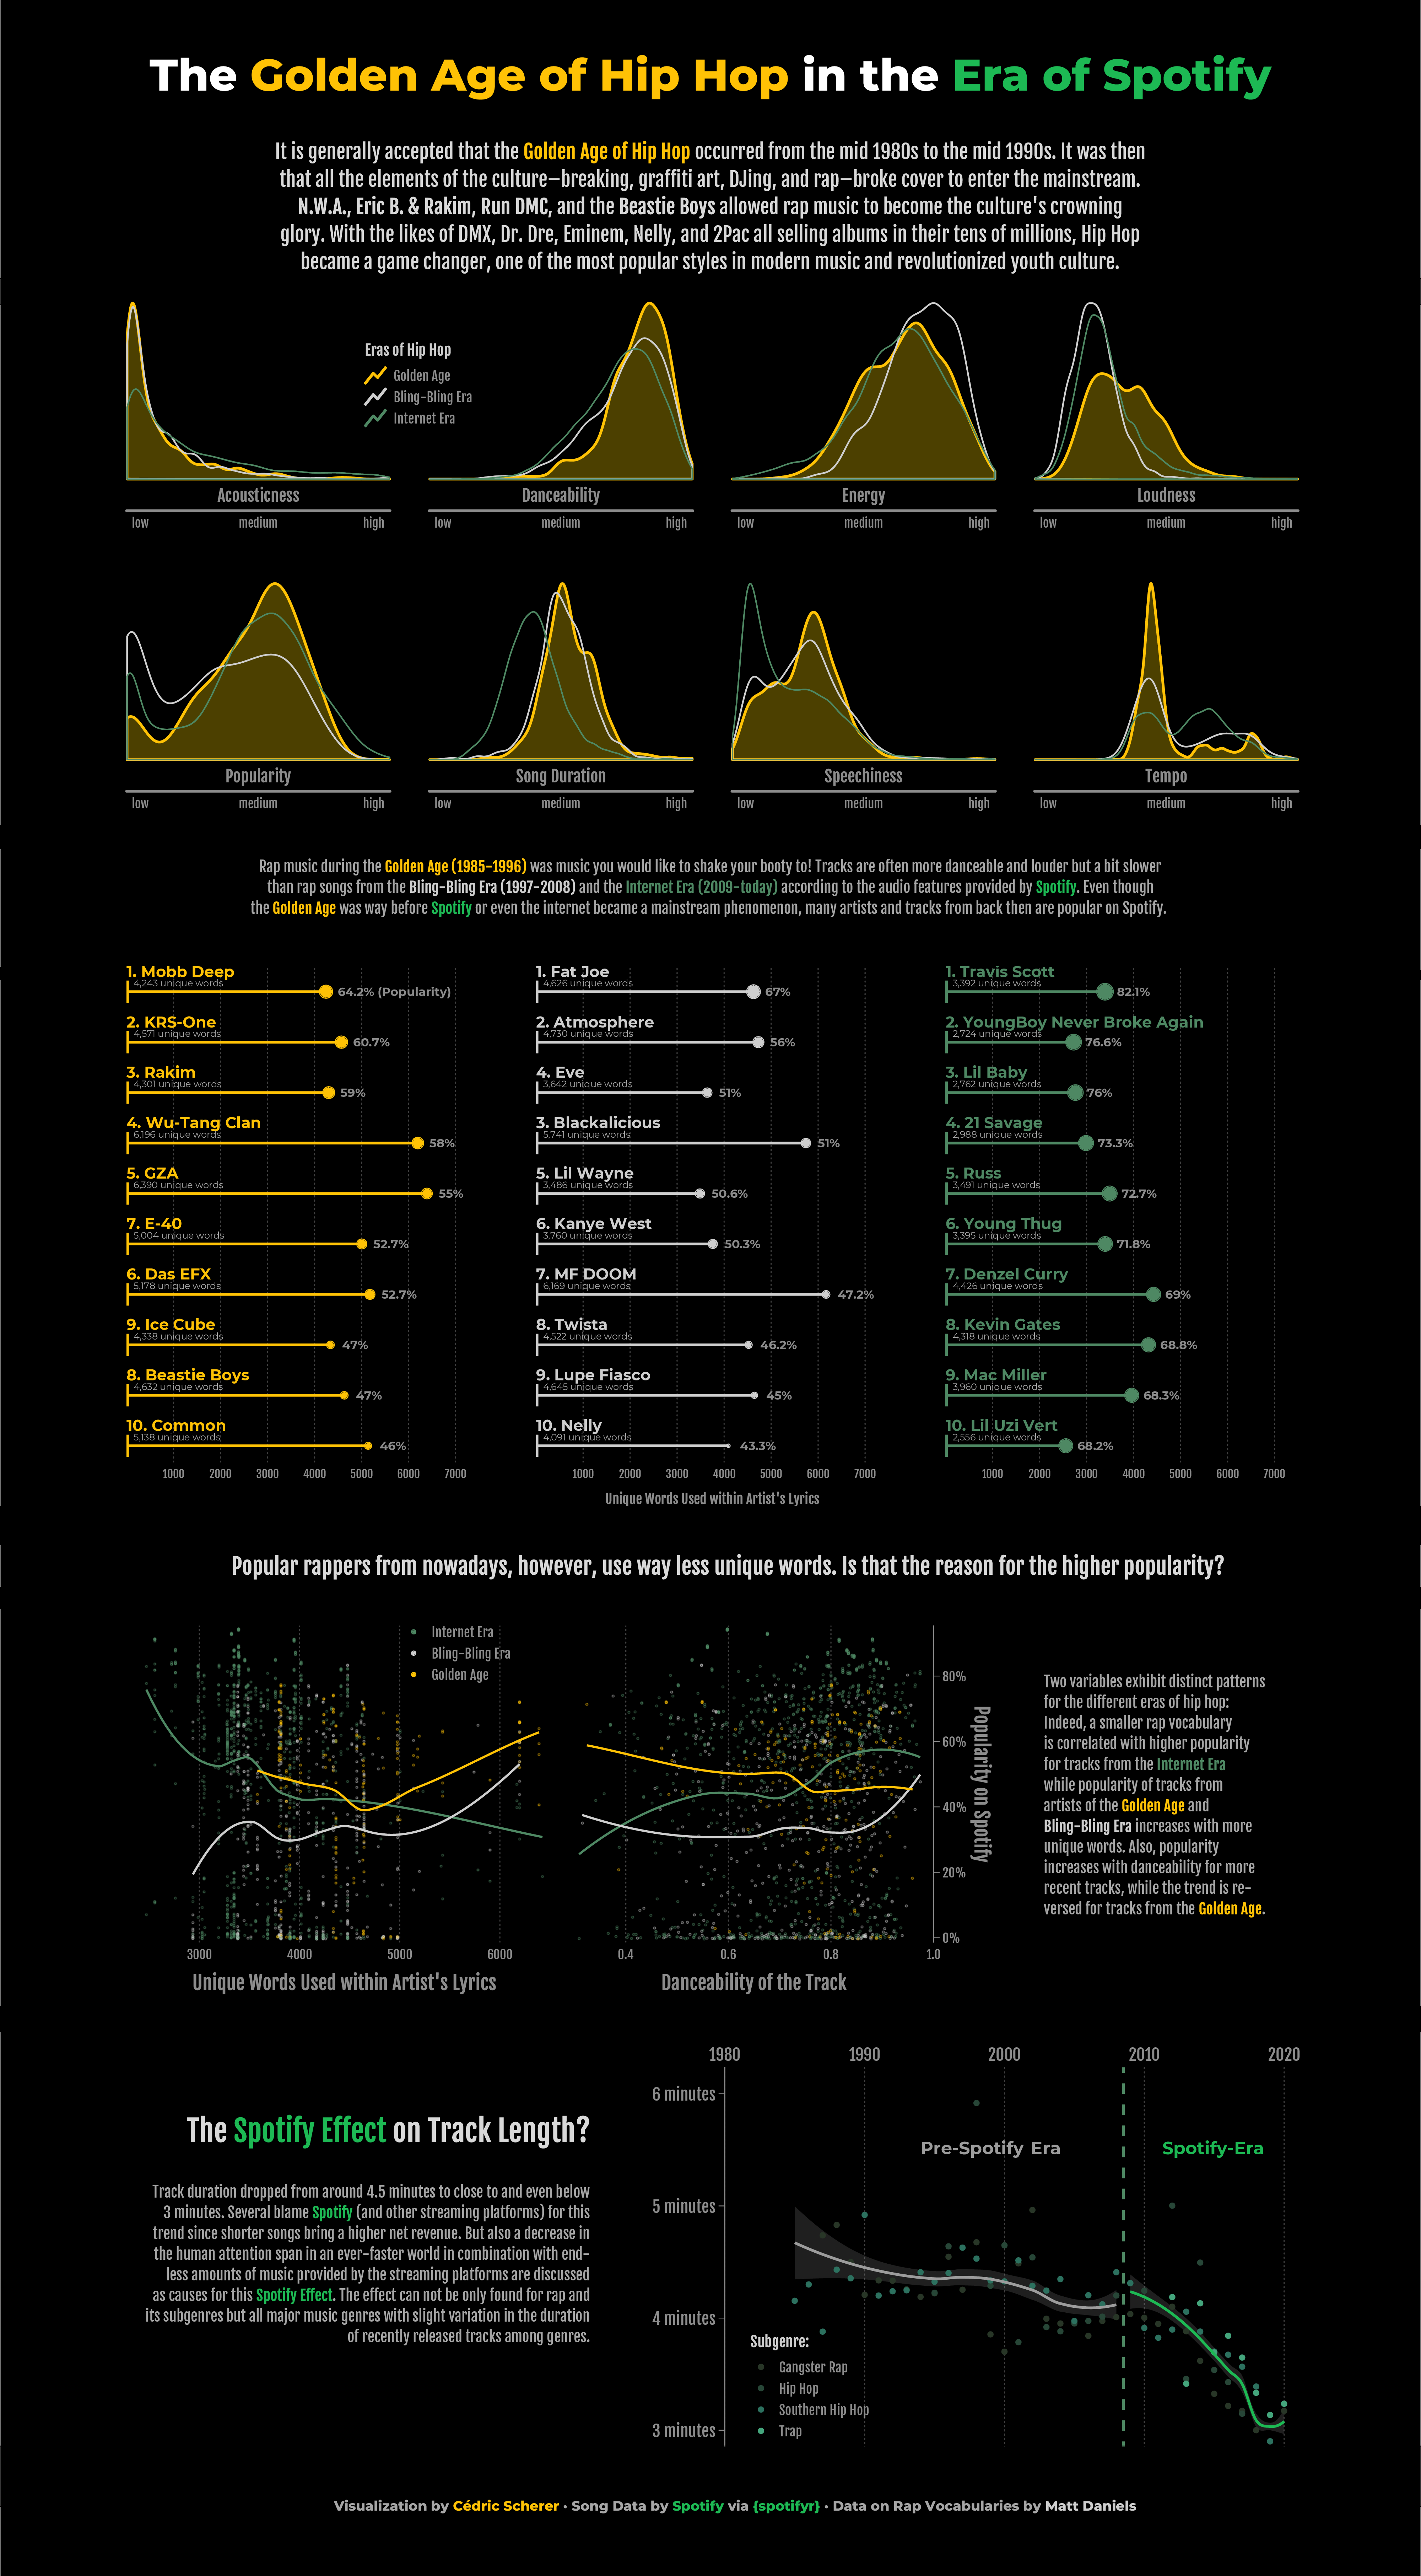 The Golden Age of Hip Hop in the Era of Spotify
It is generally accepted that the Golden Age of Hip Hop occurred from the mid 1980s to the mid 1990s. It was then
that all the elements of the culture–breaking, graffiti art, DJing, and rap–broke cover to enter the mainstream.
N.W.A., Eric B. & Rakim, Run DMC, and the Beastie Boys allowed rap music to become the culture's crowning
glory. With the likes of DMX, Dr. Dre, Eminem, Nelly, and 2Pac all selling albums in their tens of millions, Hip Hop
became a game changer, one of the most popular styles in modern music and revolutionized youth culture.
Eras of Hip Hop
Golden Age
Bling-Bling Era
Internet Era
Acousticness
low medium high
Danceability
low medium high
Energy
low medium high
Loudness
low medium high
Popularity
low medium high
Song Duration
low medium high
Speechiness
low medium high
Tempo
low medium high
Rap music during the Golden Age (1985-1996) was music you would like to shake your booty to! Tracks are often more danceable and louder but a bit slower
than rap songs from the Bling-Bling Era (1997-2008) and the Internet Era (2009-today) according to the audio features provided by Spotify. Even though
the Golden Age was way before Spotify or even the internet became a mainstream phenomenon, many artists and tracks from back then are popular on Spotify.
1. Mobb Deep
4,243 unique words
64.2% (Popularity)
2. KRS-One
4,571 unique words
60.7%
3. Rakim
4,301 unique words
59%
4. Wu-Tang Clan
6,196 unique words
58%
5. GZA
6,390 unique words
55%
7. E-40
5,004 unique words
52.7%
6. Das EFX
5,178 unique words
52.7%
9. Ice Cube
4,338 unique words
47%
8. Beastie Boys
4,632 unique words
47%
10. Common
5,138 unique words
46%
1000 2000 3000 4000 5000 6000 7000
1. Fat Joe
4,626 unique words
67%
2. Atmosphere
4,730 unique words
56%
4. Eve
3,642 unique words
51%
3. Blackalicious
5,741 unique words
51%
5. Lil Wayne
3,486 unique words
50.6%
6. Kanye West
3,760 unique words
50.3%
7. MF DOOM
6,169 unique words
47.2%
8. Twista
4,522 unique words
46.2%
9. Lupe Fiasco
4,645 unique words
45%
10. Nelly
4,091 unique words
43.3%
1000 2000 3000 4000 5000 6000 7000
1. Travis Scott
3,392 unique words
82.1%
2. YoungBoy Never Broke Again
2,724 unique words
76.6%
3. Lil Baby
2,762 unique words
76%
4. 21 Savage
2,988 unique words
73.3%
5. Russ
3,491 unique words
72.7%
6. Young Thug
3,395 unique words
71.8%
7. Denzel Curry
4,426 unique words
69%
8. Kevin Gates
4,318 unique words
68.8%
9. Mac Miller
3,960 unique words
68.3%
10. Lil Uzi Vert
2,556 unique words
68.2%
1000 2000 3000 4000 5000 6000 7000
Unique Words Used within Artist's Lyrics
Popular rappers from nowadays, however, use way less unique words. Is that the reason for the higher popularity?
Internet Era
Bling-Bling Era
Golden Age
3000 4000 5000 6000
Unique Words Used within Artist's Lyrics
0.4 0.6 0.8 1.0
Danceability of the Track
80%
60%
40%
20%
0%
Popularity on Spotify
Two variables exhibit distinct patterns
for the different eras of hip hop:
Indeed, a smaller rap vocabulary
is correlated with higher popularity
for tracks from the Internet Era
while popularity of tracks from
artists of the Golden Age and
Bling-Bling Era increases with more
unique words. Also, popularity
increases with danceability for more
recent tracks, while the trend is re-
versed for tracks from the Golden Age.
The Spotify Effect on Track Length?
Track duration dropped from around 4.5 minutes to close to and even below
3 minutes. Several blame Spotify (and other streaming platforms) for this
trend since shorter songs bring a higher net revenue. But also a decrease in
the human attention span in an ever-faster world in combination with end-
less amounts of music provided by the streaming platforms are discussed
as causes for this Spotify Effect. The effect can not be only found for rap and
its subgenres but all major music genres with slight variation in the duration
of recently released tracks among genres.
1980 1990 2000 2010 2020
6 minutes
5 minutes
4 minutes
3 minutes
Pre-Spotify Era
Spotify-Era
Subgenre:
Gangster Rap
Hip Hop
Southern Hip Hop
Trap
Visualization by Cédric Scherer · Song Data by Spotify via {spotifyr} · Data on Rap Vocabularies by Matt Daniels